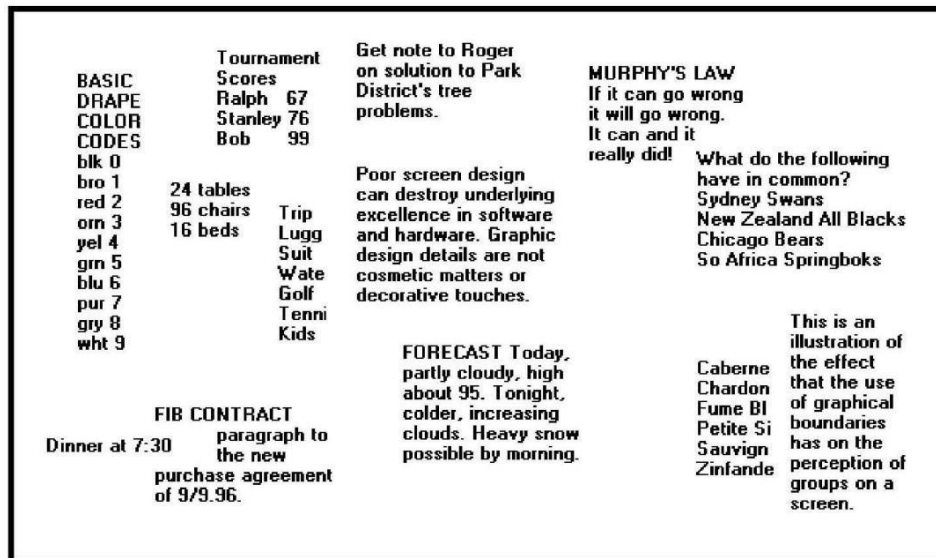 BASIC
DRAPE
COLOR
CODES
blk 0
bro 1
red 2
orn 3
yel 4
grn 5
blu 6
pur 7
gry 8
wht 9
Tournament
Scores
Ralph 67
Stanley 76
Bob 99
24 tables
96 chairs
16 beds
Trip
Lugg
Suit
Wate
Golf
Tenni
Kids
FIB CONTRACT
Dinner at 7:30
paragraph to
the new
purchase agreement
of 9/9.96.
Get note to Roger
on solution to Park
District's tree
problems.
Poor screen design
can destroy underlying
excellence in software
and hardware. Graphic
design details are not
cosmetic matters or
decorative touches.
FORECAST Today,
partly cloudy, high
about 95. Tonight,
colder, increasing
clouds. Heavy snow
possible by morning.
MURPHY'S LAW
If it can go wrong
it will go wrong.
It can and it
really did!
What do the following
have in common?
Sydney Swans
New Zealand All Blacks
Chicago Bears
So Africa Springboks
Caberne
Chardon
Fume Bl
Petite Si
Sauvign
Zinfande
This is an
illustration of
the effect
that the use
of graphical
boundaries
has on the
perception of
groups on a
screen.